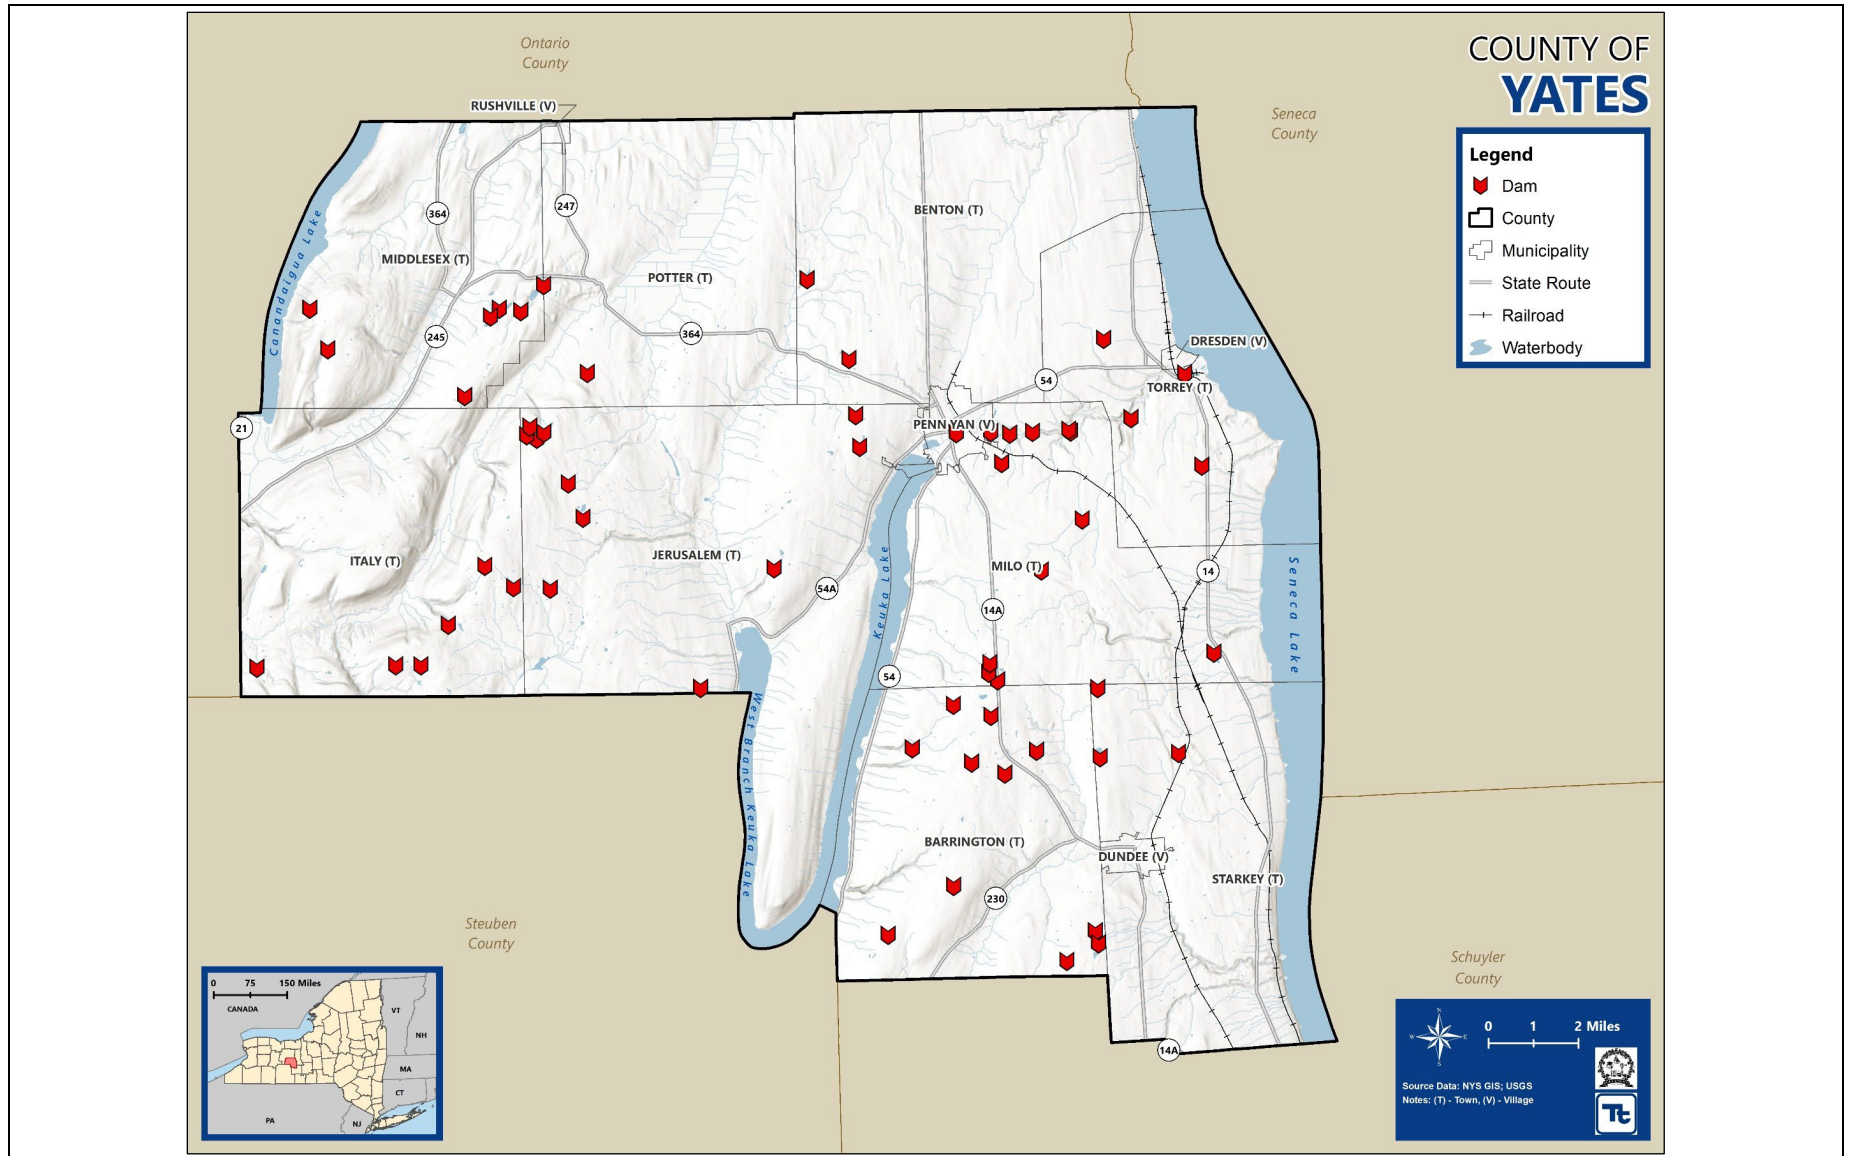 COUNTY OF
YATES
Ontario
County
Seneca
County
RUSHVILLE (V)
Legend
Dam
County
Municipality
State Route
Railroad
Waterbody
364
247
BENTON (T)
Canandaigua Lake
MIDDLESEX (T)
POTTER (T)
245
364
DRESDEN (V)
54
TORREY (T)
21
PENN YAN (V)
ITALY (T)
JERUSALEM (T)
54A
Keuka Lake
MILO (T)
14
Seneca Lake
14A
54
West Branch Keuka Lake
BARRINGTON (T)
DUNDEE (V)
STARKEY (T)
230
Steuben
County
Schuyler
County
14A
0 75 150 Miles
CANADA
VT
NH
MA
CT
PA
NJ
N
W E
S
0 1 2 Miles
Source Data: NYS GIS; USGS
Notes: (T) - Town, (V) - Village
Tt